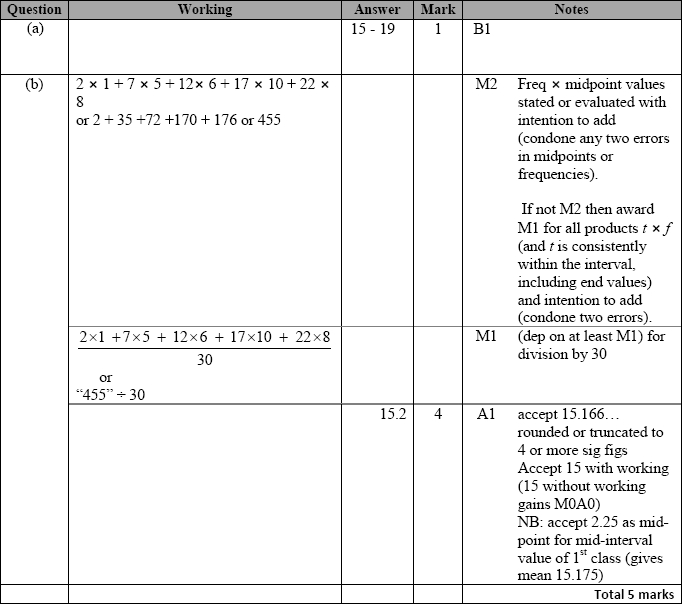 Question Working Answer Mark Notes
(a) 15 - 19 1 B1
(b) 2 × 1 + 7 × 5 + 12× 6 + 17 × 10 + 22 ×
8
or 2 + 35 +72 +170 + 176 or 455
M2 Freq × midpoint values
stated or evaluated with
intention to add
(condone any two errors
in midpoints or
frequencies).
If not M2 then award
M1 for all products t × f
(and t is consistently
within the interval,
including end values)
and intention to add
(condone two errors).
2×1 +7×5 + 12×6 + 17×10 + 22×8
30
or
“455” ÷ 30
M1 (dep on at least M1) for
division by 30
15.2 4 A1 accept 15.166…
rounded or truncated to
4 or more sig figs
Accept 15 with working
(15 without working
gains M0A0)
NB: accept 2.25 as mid-
point for mid-interval
value of 1st class (gives
mean 15.175)
Total 5 marks